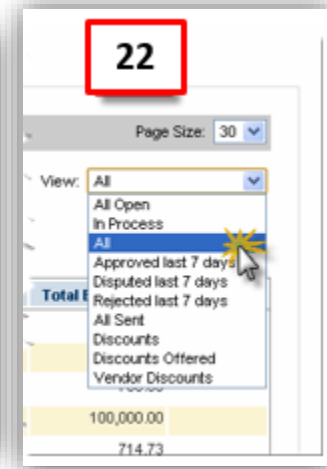 22
Page Size: 30
View: All
All Open
In Process
All
Approved last 7 days
Disputed last 7 days
Rejected last 7 days
All Sent
Discounts
Discounts Offered
Vendor Discounts
Total
100,000.00
714.73